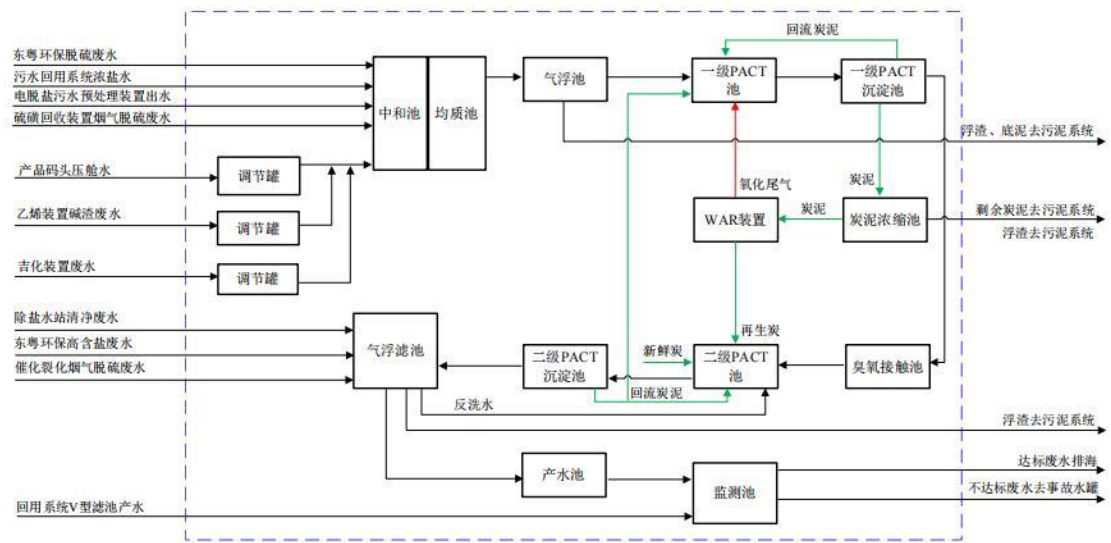 回流炭泥
东粤环保脱硫废水
污水回用系统浓盐水
电脱盐污水预处理装置出水
硫磺回收装置烟气脱硫废水
中和池
均质池
气浮池
一级PACT
池
一级PACT
沉淀池
浮渣、底泥去污泥系统
产品码头压舱水
调节罐
氧化尾气
炭泥
乙烯装置碱渣废水
调节罐
WAR装置
炭泥
炭泥浓缩池
剩余炭泥去污泥系统
浮渣去污泥系统
吉化装置废水
调节罐
除盐水站清净废水
东粤环保高含盐废水
催化裂化烟气脱硫废水
气浮滤池
二级PACT
沉淀池
新鲜炭
再生炭
二级PACT
池
臭氧接触池
回流炭泥
反洗水
浮渣去污泥系统
产水池
监测池
达标废水排海
不达标废水去事故水罐
回用系统V型滤池产水